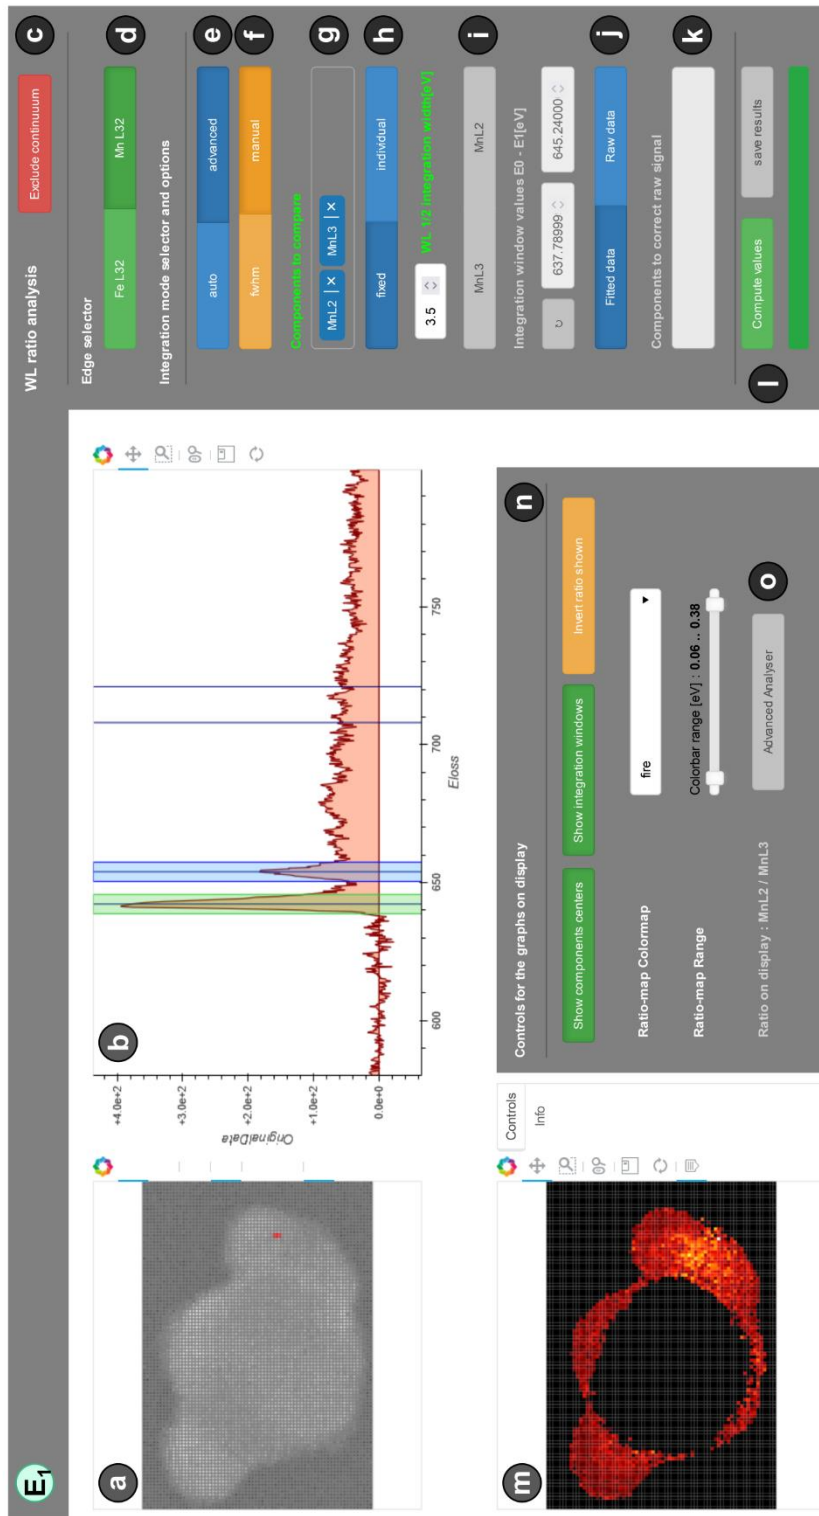 E1
WL ratio analysis
Exclude continuuum
c
Edge selector
Fe L32
Mn L32
d
Integration mode selector and options
auto
advanced
e
fwhm
manual
f
Components to compare
MnL2 | ×
MnL3 | ×
g
fixed
individual
h
3.5
WL 1/2 integration width[eV]
MnL3
MnL2
i
Integration window values E0 - E1[eV]
637.78999
645.24000
Fitted data
Raw data
j
Components to correct raw signal
k
l
Compute values
save results
a
b
OriginalData
+4.0e+2
+3.0e+2
+2.0e+2
+1.0e+2
0.0e+0
600
650
700
750
Eloss
m
Controls
Info
Controls for the graphs on display
n
Show components centers
Show integration windows
Invert ratio shown
Ratio-map Colormap
fire
Ratio-map Range
Colorbar range [eV] : 0.06 .. 0.38
Ratio on display : MnL2 / MnL3
Advanced Analyser
o